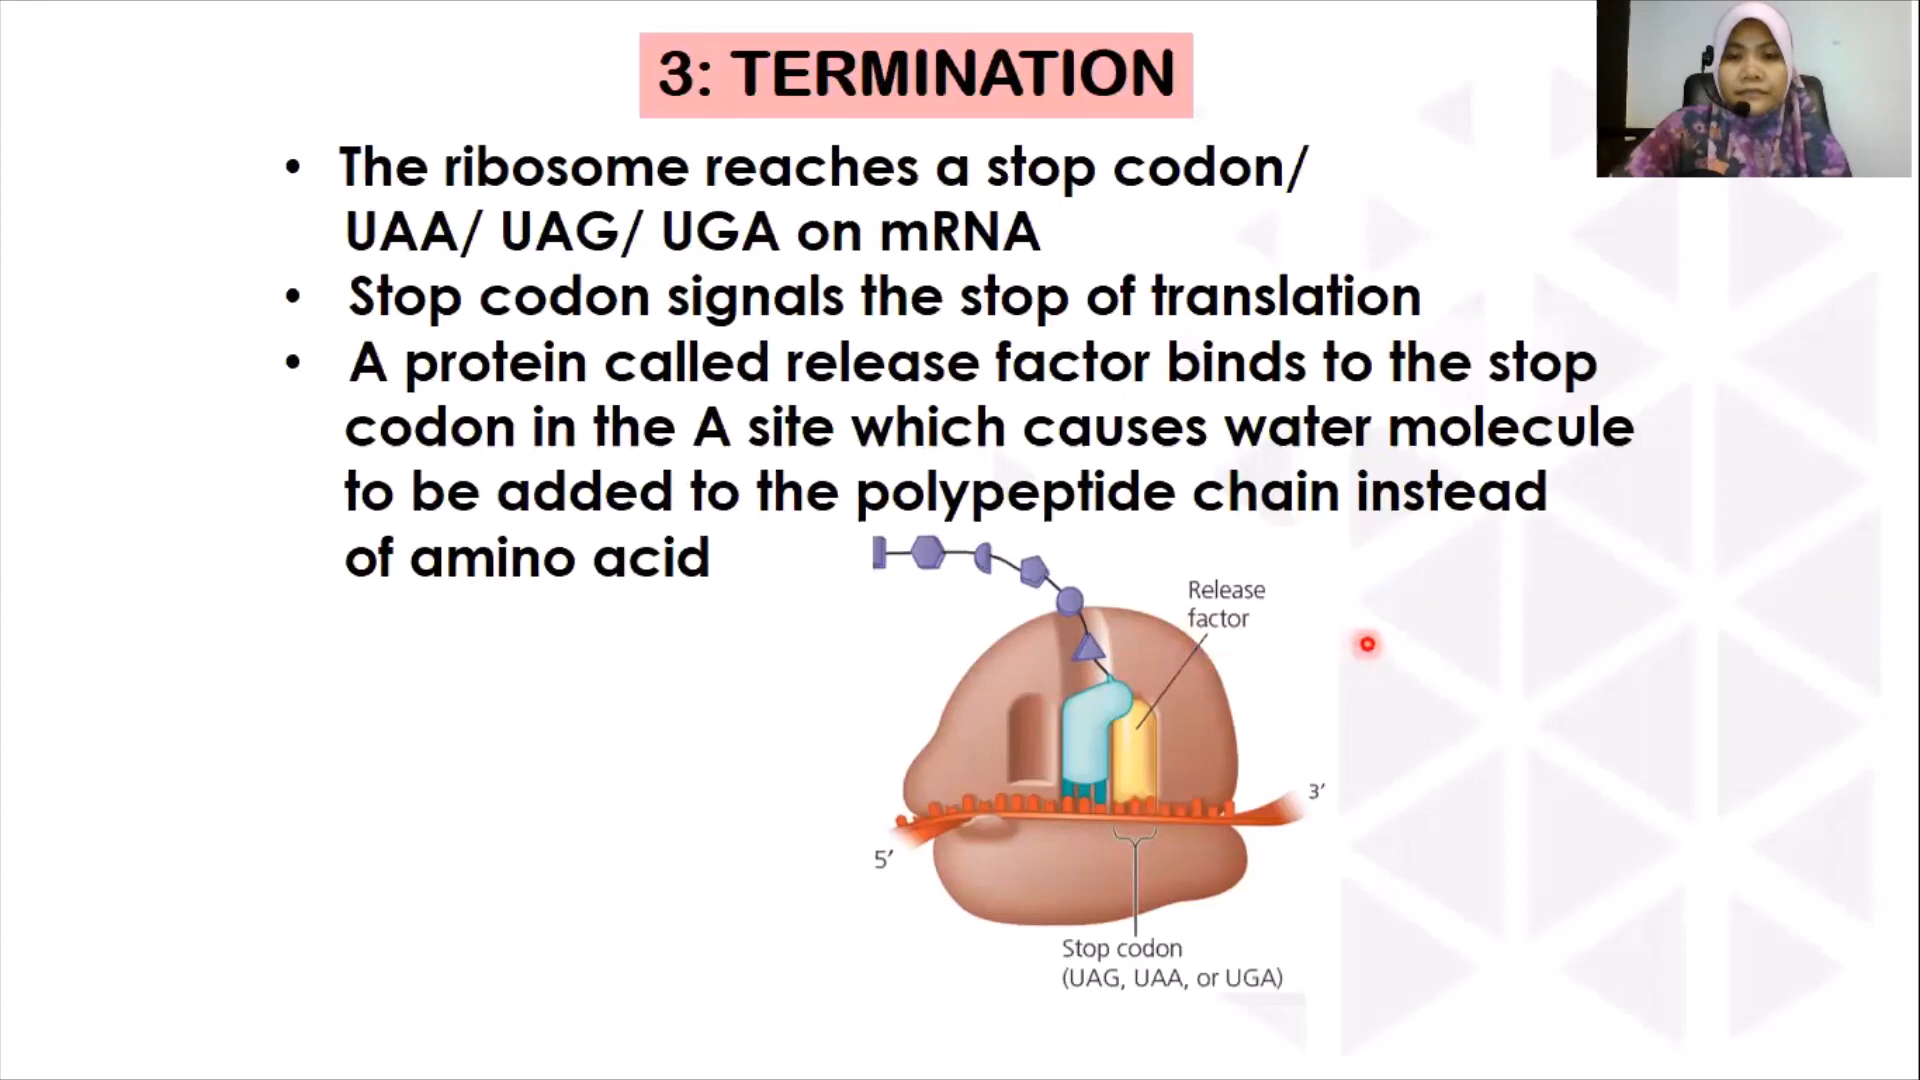 3: TERMINATION
• The ribosome reaches a stop codon/
UAA/ UAG/ UGA on mRNA
• Stop codon signals the stop of translation
• A protein called release factor binds to the stop
codon in the A site which causes water molecule
to be added to the polypeptide chain instead
of amino acid
Release
factor
3′
5′
Stop codon
(UAG, UAA, or UGA)